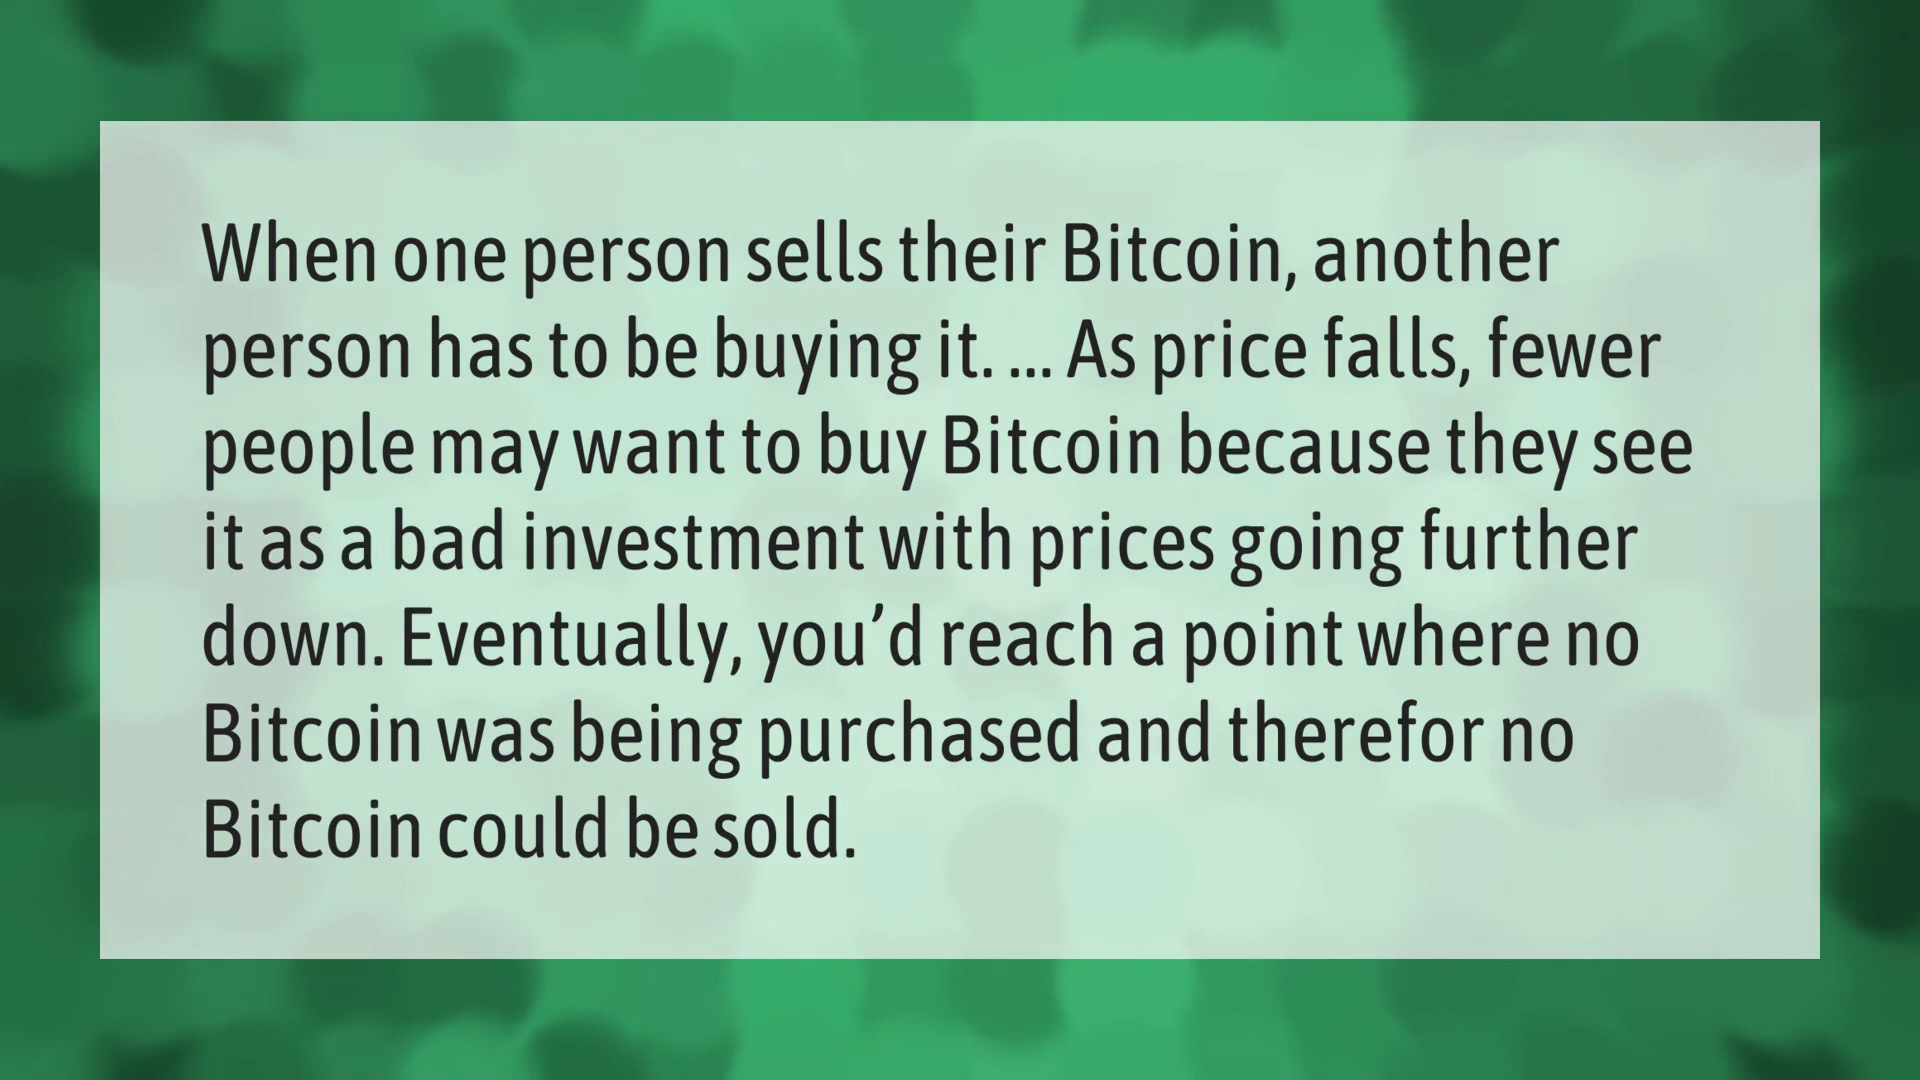 When one person sells their Bitcoin, another
person has to be buying it. ... As price falls, fewer
people may want to buy Bitcoin because they see
it as a bad investment with prices going further
down. Eventually, you’d reach a point where no
Bitcoin was being purchased and therefor no
Bitcoin could be sold.